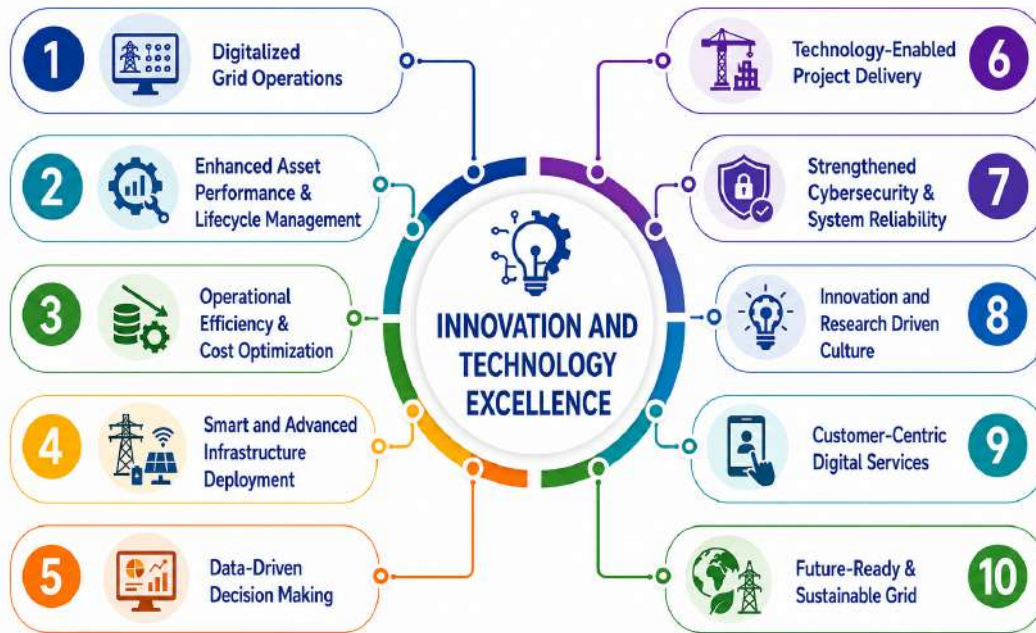 1
Digitalized
Grid Operations
2
Enhanced Asset
Performance &
Lifecycle Management
3
Operational
Efficiency &
Cost Optimization
4
Smart and Advanced
Infrastructure
Deployment
5
Data-Driven
Decision Making
INNOVATION AND
TECHNOLOGY
EXCELLENCE
Technology-Enabled
Project Delivery
6
Strengthened
Cybersecurity &
System Reliability
7
Innovation and
Research Driven
Culture
8
Customer-Centric
Digital Services
9
Future-Ready &
Sustainable Grid
10